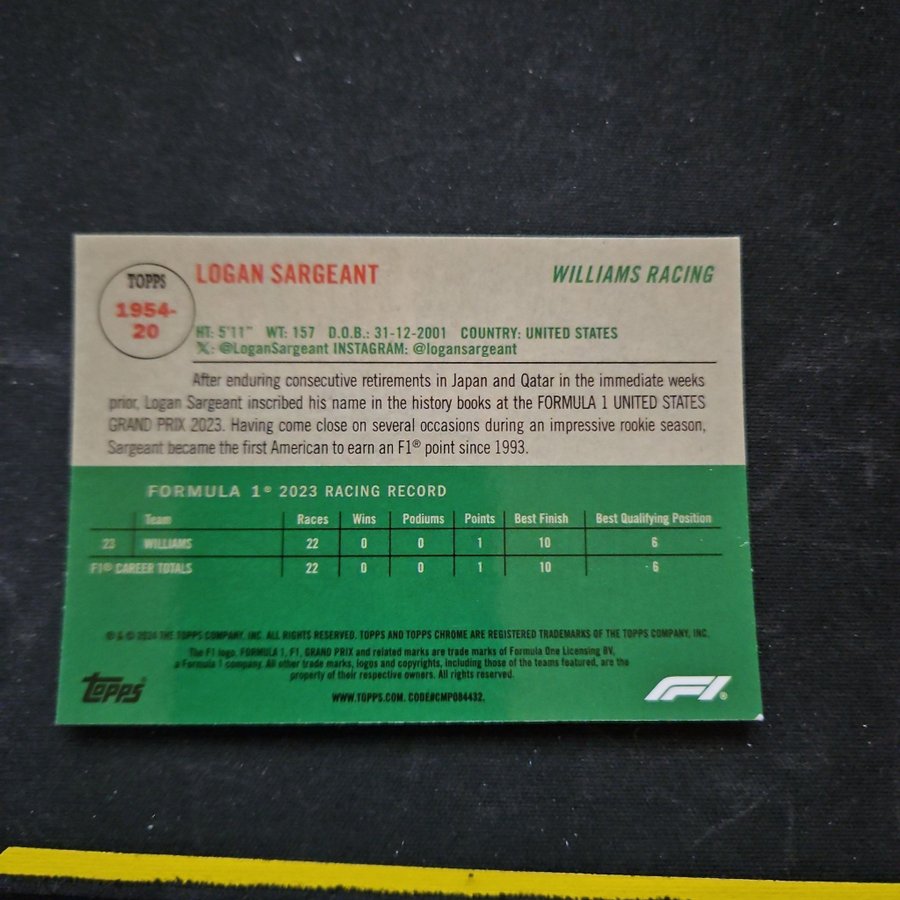 TOPPS
1954-
20
LOGAN SARGEANT
WILLIAMS RACING
HT: 5'11" WT: 157 D.O.B.: 31-12-2001 COUNTRY: UNITED STATES
X: @LoganSargeant INSTAGRAM: @logansargeant
After enduring consecutive retirements in Japan and Qatar in the immediate weeks
prior, Logan Sargeant inscribed his name in the history books at the FORMULA 1 UNITED STATES
GRAND PRIX 2023. Having come close on several occasions during an impressive rookie season,
Sargeant became the first American to earn an F1® point since 1993.
FORMULA 1® 2023 RACING RECORD
Team Races Wins Podiums Points Best Finish Best Qualifying Position
23 WILLIAMS 22 0 0 1 10 6
F1® CAREER TOTALS 22 0 0 1 10 6
® & © 2024 THE TOPPS COMPANY, INC. ALL RIGHTS RESERVED. TOPPS AND TOPPS CHROME ARE REGISTERED TRADEMARKS OF THE TOPPS COMPANY, INC.
The F1 logo, FORMULA 1, F1, GRAND PRIX and related marks are trade marks of Formula One Licensing BV,
a Formula 1 company. All other trade marks, logos and copyrights, including those of the teams featured, are the
property of their respective owners. All rights reserved.
WWW.TOPPS.COM. CODE#CMP084432.
Topps®
F1®